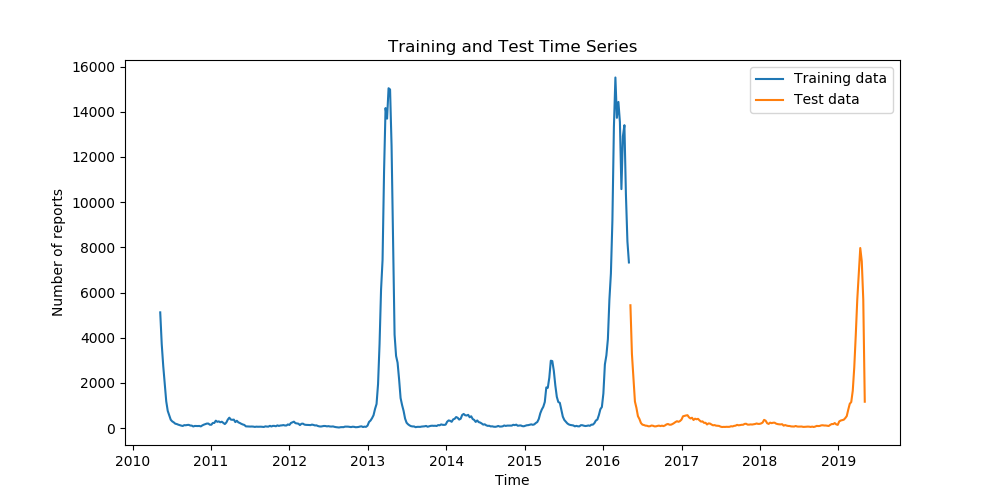 Training and Test Time Series
Number of reports
16000
14000
12000
10000
8000
6000
4000
2000
0
Training data
Test data
2010 2011 2012 2013 2014 2015 2016 2017 2018 2019
Time